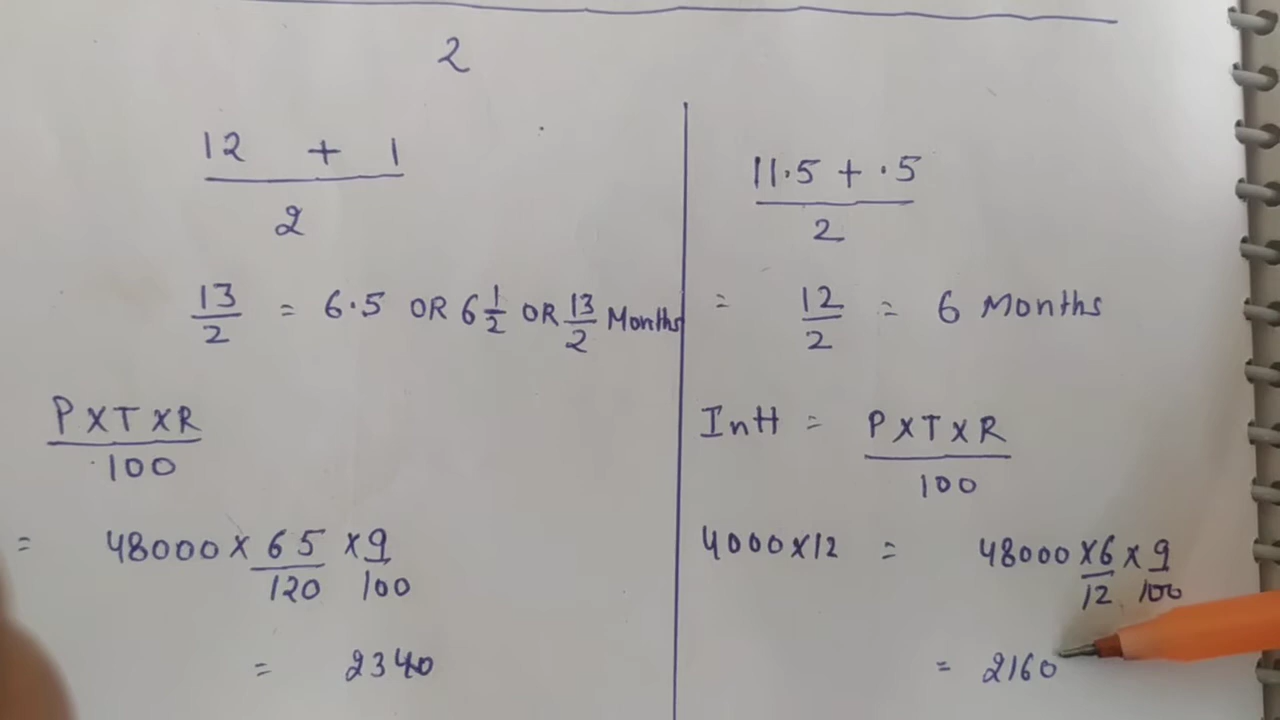 2
12 + 1
2
13/2 = 6.5 OR 6 1/2 OR 13/2 Months
P X T X R
100
= 48000 × 65/120 × 9/100
= 2340
11.5 + .5
2
= 12/2 = 6 Months
Intt = P X T X R
100
4000 × 12 = 48000 × 6/12 × 9/100
= 2160